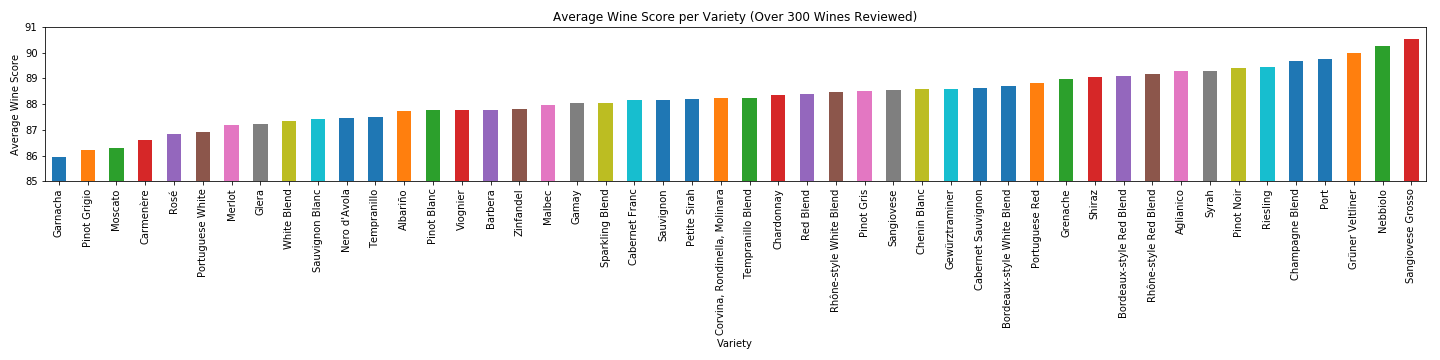 Average Wine Score per Variety (Over 300 Wines Reviewed)
Average Wine Score
91
90
89
88
87
86
85
Garnacha
Pinot Grigio
Moscato
Carmenère
Rosé
Portuguese White
Merlot
Glera
White Blend
Sauvignon Blanc
Nero d'Avola
Tempranillo
Albariño
Pinot Blanc
Viognier
Barbera
Zinfandel
Malbec
Gamay
Sparkling Blend
Cabernet Franc
Sauvignon
Petite Sirah
Corvina, Rondinella, Molinara
Tempranillo Blend
Chardonnay
Red Blend
Rhône-style White Blend
Pinot Gris
Sangiovese
Chenin Blanc
Gewürztraminer
Cabernet Sauvignon
Bordeaux-style White Blend
Portuguese Red
Grenache
Shiraz
Bordeaux-style Red Blend
Rhône-style Red Blend
Aglianico
Syrah
Pinot Noir
Riesling
Champagne Blend
Port
Grüner Veltliner
Nebbiolo
Sangiovese Grosso
Variety